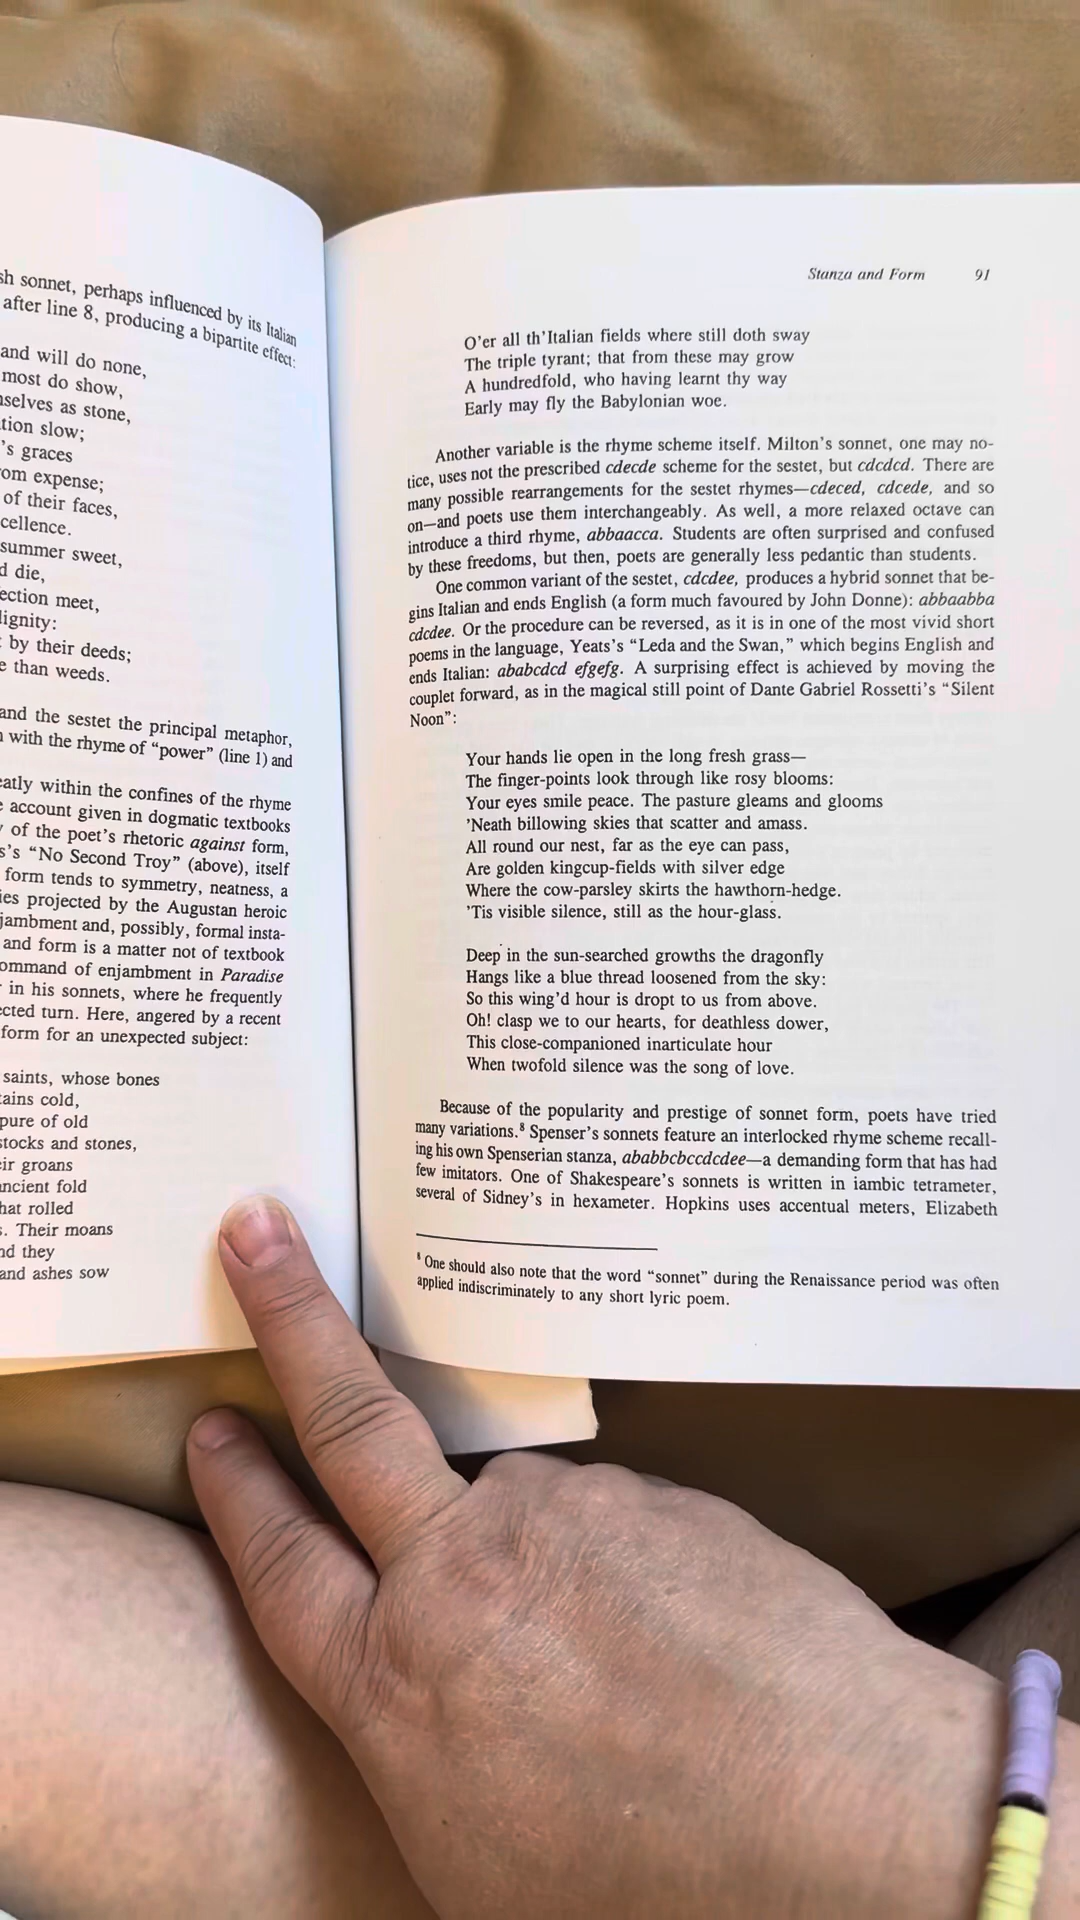 sh sonnet, perhaps influenced by its Italian
after line 8, producing a bipartite effect:
and will do none,
most do show,
selves as stone,
tion slow;
's graces
om expense;
of their faces,
cellence.
summer sweet,
d die,
ection meet,
dignity:
by their deeds;
e than weeds.
and the sestet the principal metaphor,
with the rhyme of “power” (line 1) and
eatly within the confines of the rhyme
account given in dogmatic textbooks
of the poet's rhetoric against form,
s's “No Second Troy” (above), itself
form tends to symmetry, neatness, a
ies projected by the Augustan heroic
jambment and, possibly, formal insta-
and form is a matter not of textbook
ommand of enjambment in Paradise
in his sonnets, where he frequently
cted turn. Here, angered by a recent
form for an unexpected subject:
saints, whose bones
tains cold,
pure of old
stocks and stones,
eir groans
ancient fold
hat rolled
s. Their moans
nd they
and ashes sow
Stanza and Form 91
O'er all th'Italian fields where still doth sway
The triple tyrant; that from these may grow
A hundredfold, who having learnt thy way
Early may fly the Babylonian woe.
Another variable is the rhyme scheme itself. Milton's sonnet, one may no-
tice, uses not the prescribed cdecde scheme for the sestet, but cdcdcd. There are
many possible rearrangements for the sestet rhymes—cdeced, cdcede, and so
on—and poets use them interchangeably. As well, a more relaxed octave can
introduce a third rhyme, abbaacca. Students are often surprised and confused
by these freedoms, but then, poets are generally less pedantic than students.
One common variant of the sestet, cdcdee, produces a hybrid sonnet that be-
gins Italian and ends English (a form much favoured by John Donne): abbaabba
cdcdee. Or the procedure can be reversed, as it is in one of the most vivid short
poems in the language, Yeats's “Leda and the Swan,” which begins English and
ends Italian: ababcdcd efgefg. A surprising effect is achieved by moving the
couplet forward, as in the magical still point of Dante Gabriel Rossetti's “Silent
Noon”:
Your hands lie open in the long fresh grass—
The finger-points look through like rosy blooms:
Your eyes smile peace. The pasture gleams and glooms
'Neath billowing skies that scatter and amass.
All round our nest, far as the eye can pass,
Are golden kingcup-fields with silver edge
Where the cow-parsley skirts the hawthorn-hedge.
'Tis visible silence, still as the hour-glass.
Deep in the sun-searched growths the dragonfly
Hangs like a blue thread loosened from the sky:
So this wing'd hour is dropt to us from above.
Oh! clasp we to our hearts, for deathless dower,
This close-companioned inarticulate hour
When twofold silence was the song of love.
Because of the popularity and prestige of sonnet form, poets have tried
many variations.⁸ Spenser's sonnets feature an interlocked rhyme scheme recall-
ing his own Spenserian stanza, ababbcbccdcdee—a demanding form that has had
few imitators. One of Shakespeare's sonnets is written in iambic tetrameter,
several of Sidney's in hexameter. Hopkins uses accentual meters, Elizabeth
⁸ One should also note that the word “sonnet” during the Renaissance period was often
applied indiscriminately to any short lyric poem.